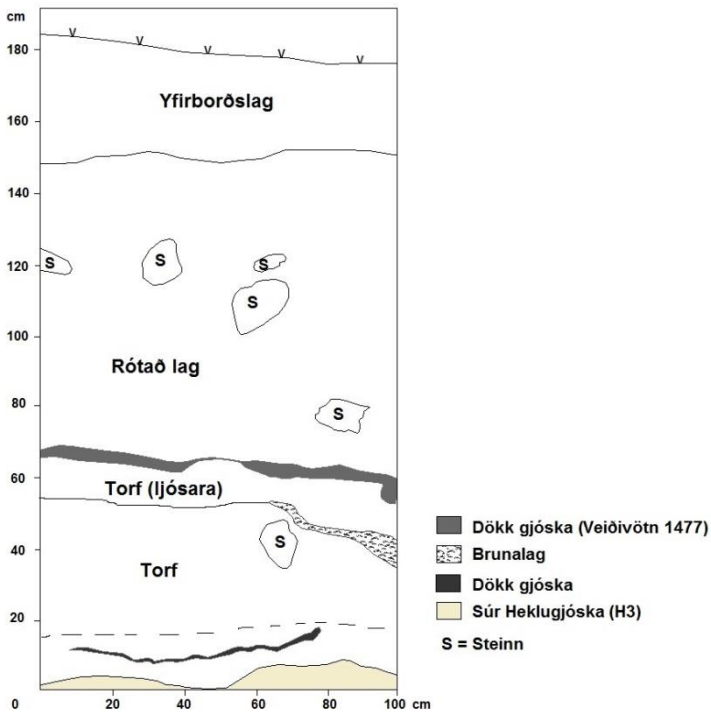 cm
180
v v v v v
Yfirborðslag
160
140
S S S
120
S
100
Rótað lag
80
S
60
Torf (ljósara)
S
40
Torf
20
0 20 40 60 80 100 cm
Dökk gjóska (Veiðivötn 1477)
Brunalag
Dökk gjóska
Súr Heklugjóska (H3)
S = Steinn